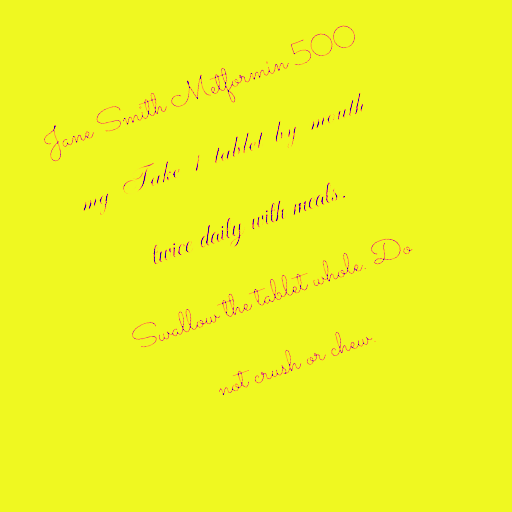 Jane Smith Metformin 500
mg Take 1 tablet by mouth
twice daily with meals.
Swallow the tablet whole. Do
not crush or chew.